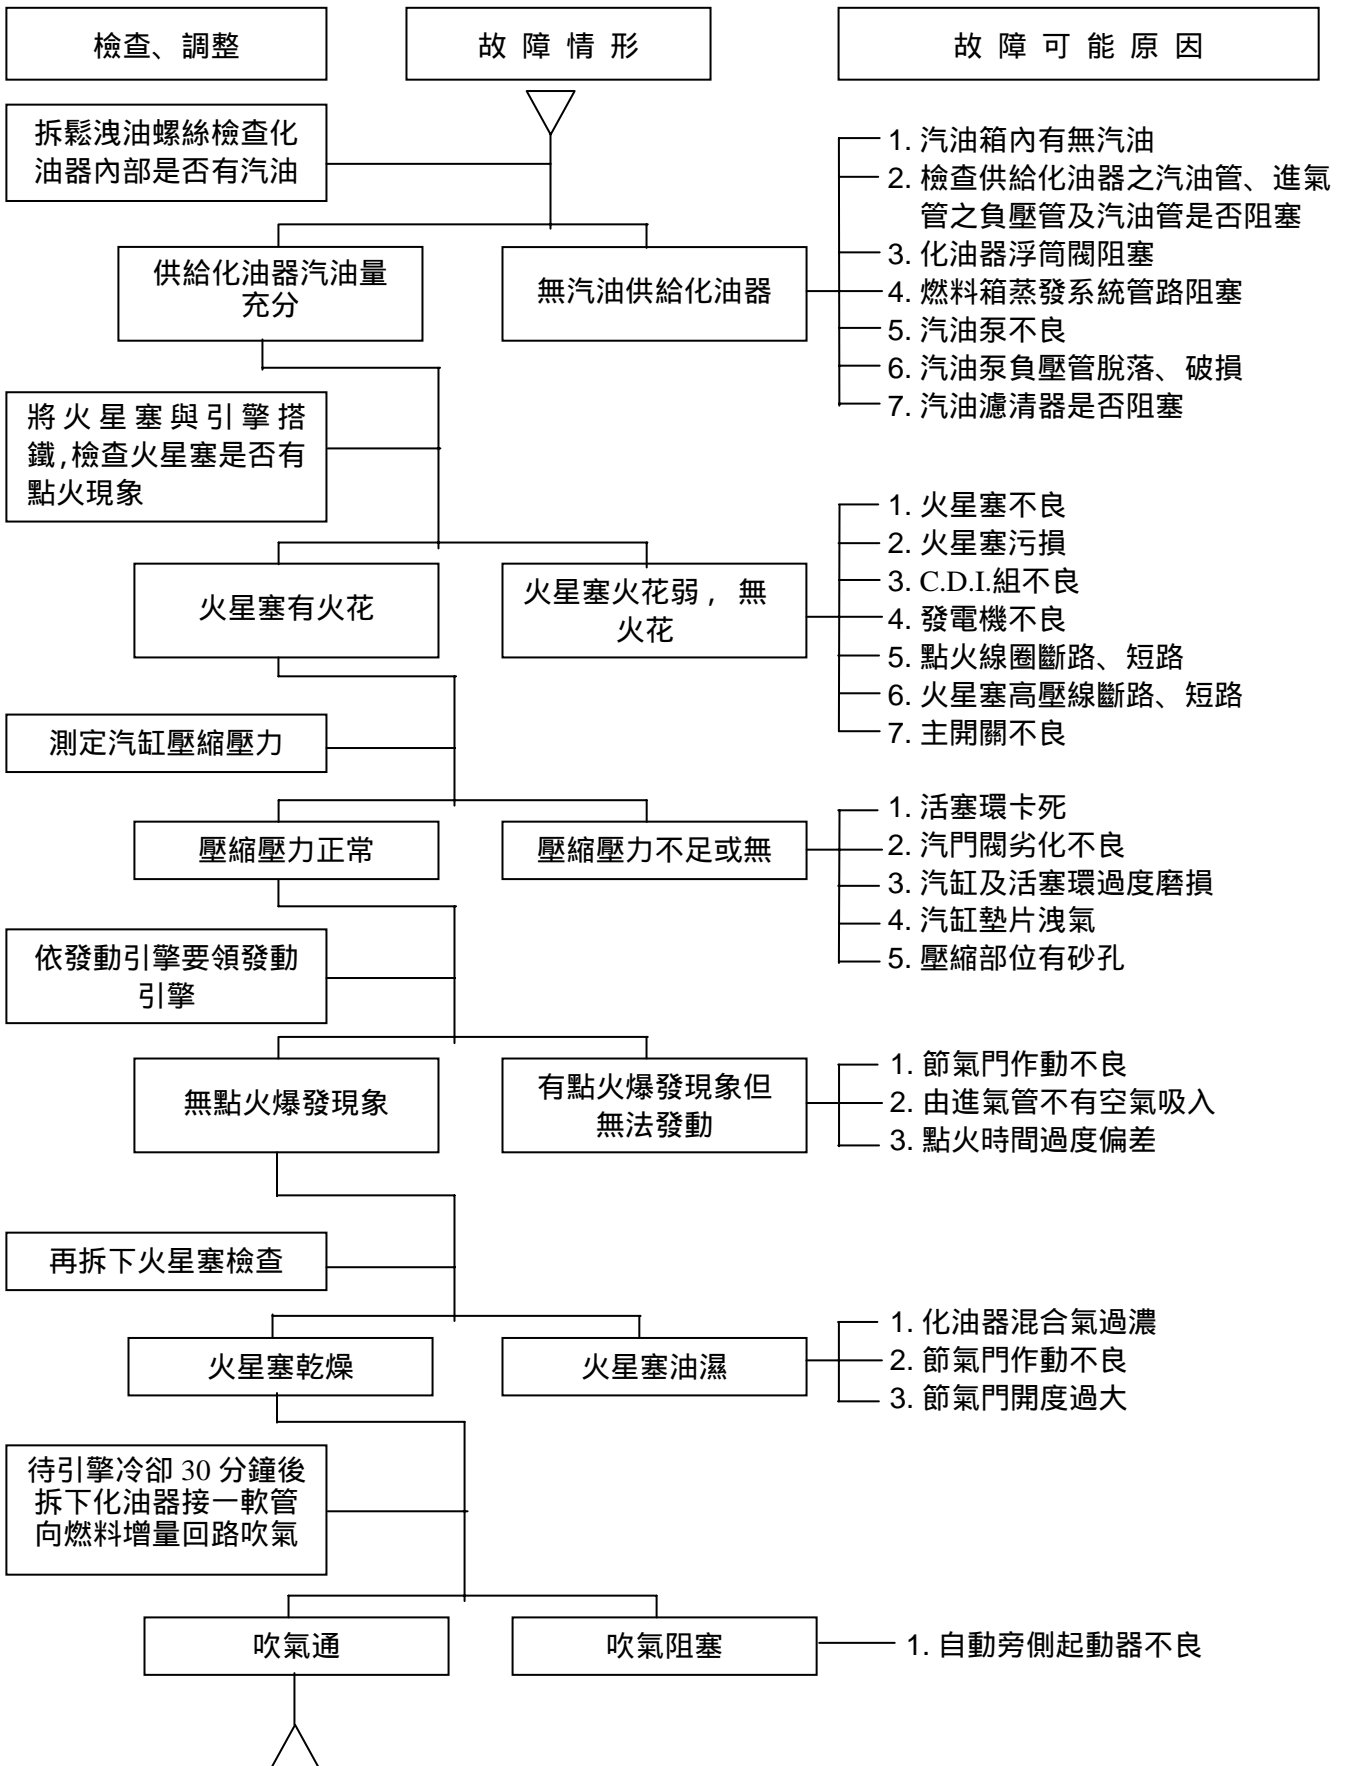 檢查、調整
故障情形
故障可能原因
拆鬆洩油螺絲檢查化
油器內部是否有汽油
供給化油器汽油量
充分
無汽油供給化油器
1. 汽油箱內有無汽油
2. 檢查供給化油器之汽油管、進氣
管之負壓管及汽油管是否阻塞
3. 化油器浮筒閥阻塞
4. 燃料箱蒸發系統管路阻塞
5. 汽油泵不良
6. 汽油泵負壓管脫落、破損
7. 汽油濾清器是否阻塞
將火星塞與引擎搭
鐵,檢查火星塞是否有
點火現象
火星塞有火花
火星塞火花弱, 無
火花
1. 火星塞不良
2. 火星塞污損
3. C.D.I.組不良
4. 發電機不良
5. 點火線圈斷路、短路
6. 火星塞高壓線斷路、短路
7. 主開關不良
測定汽缸壓縮壓力
壓縮壓力正常
壓縮壓力不足或無
1. 活塞環卡死
2. 汽門閥劣化不良
3. 汽缸及活塞環過度磨損
4. 汽缸墊片洩氣
5. 壓縮部位有砂孔
依發動引擎要領發動
引擎
無點火爆發現象
有點火爆發現象但
無法發動
1. 節氣門作動不良
2. 由進氣管不有空氣吸入
3. 點火時間過度偏差
再拆下火星塞檢查
火星塞乾燥
火星塞油濕
1. 化油器混合氣過濃
2. 節氣門作動不良
3. 節氣門開度過大
待引擎冷卻 30 分鐘後
拆下化油器接一軟管
向燃料增量回路吹氣
吹氣通
吹氣阻塞
1. 自動旁側起動器不良